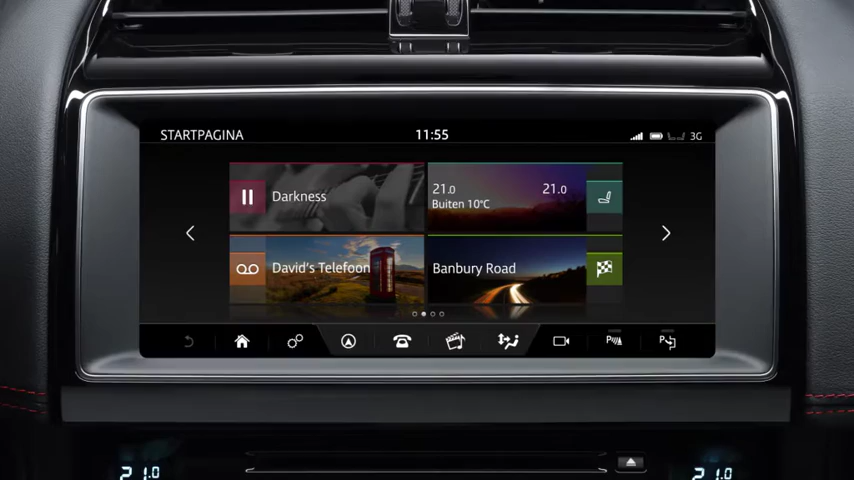 STARTPAGINA
11:55
3G
Darkness
21.0
21.0
Buiten 10°C
David's Telefoon
Banbury Road
21.0
21.0